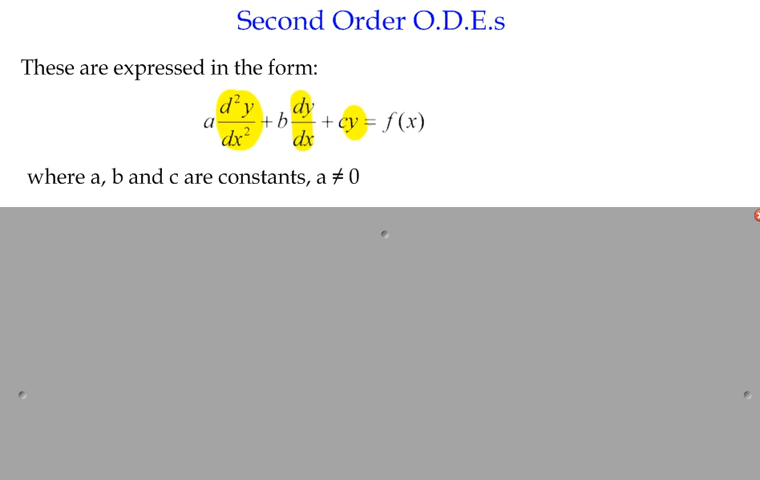 Second Order O.D.E.s
These are expressed in the form:
a d²y/dx² + b dy/dx + cy = f(x)
where a, b and c are constants, a ≠ 0